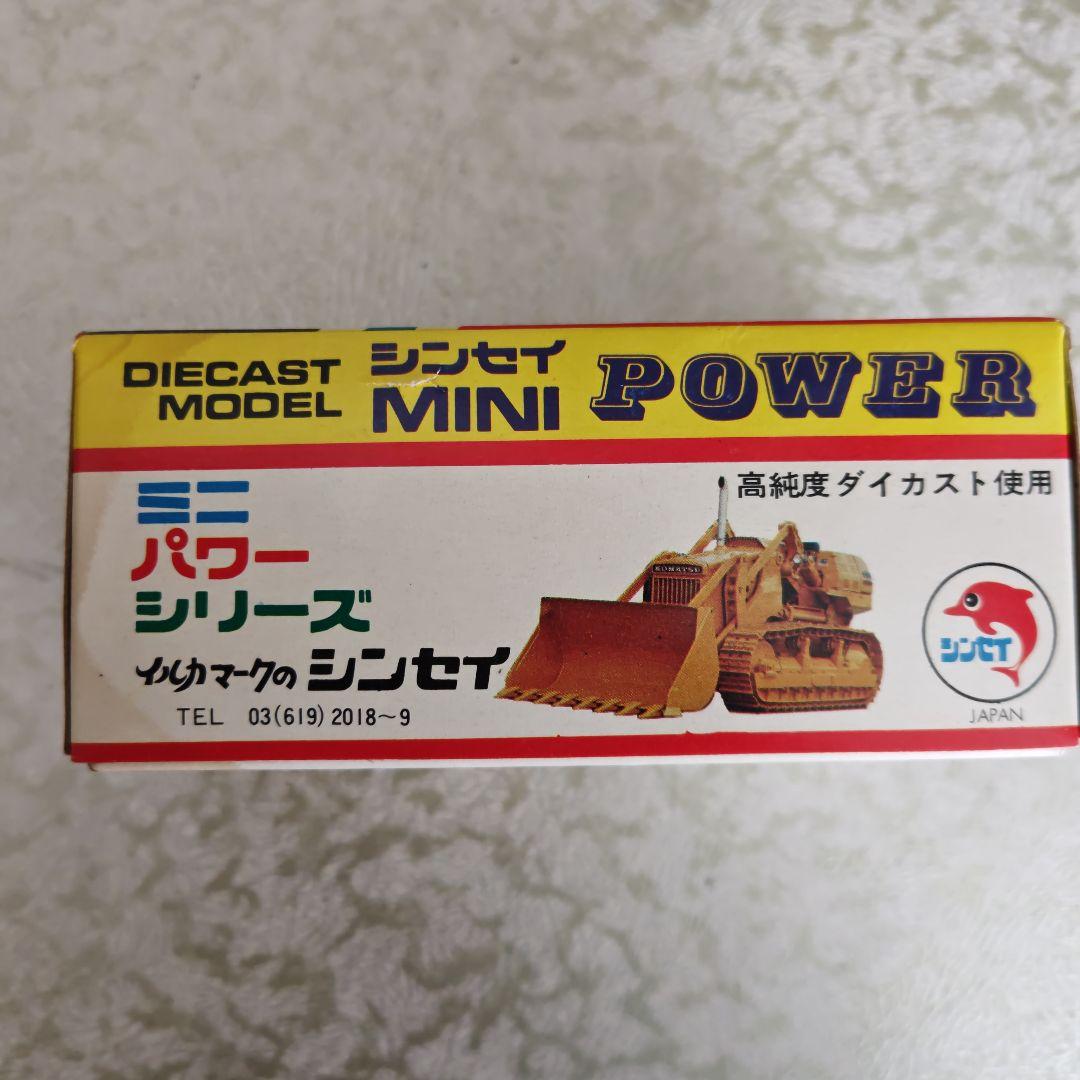 DIECAST MODEL
シンセイ MINI
POWER
ミニ
パワー
シリーズ
イルカマークの シンセイ
TEL 03(619)2018〜9
高純度ダイカスト使用
KOMATSU
シンセイ
JAPAN